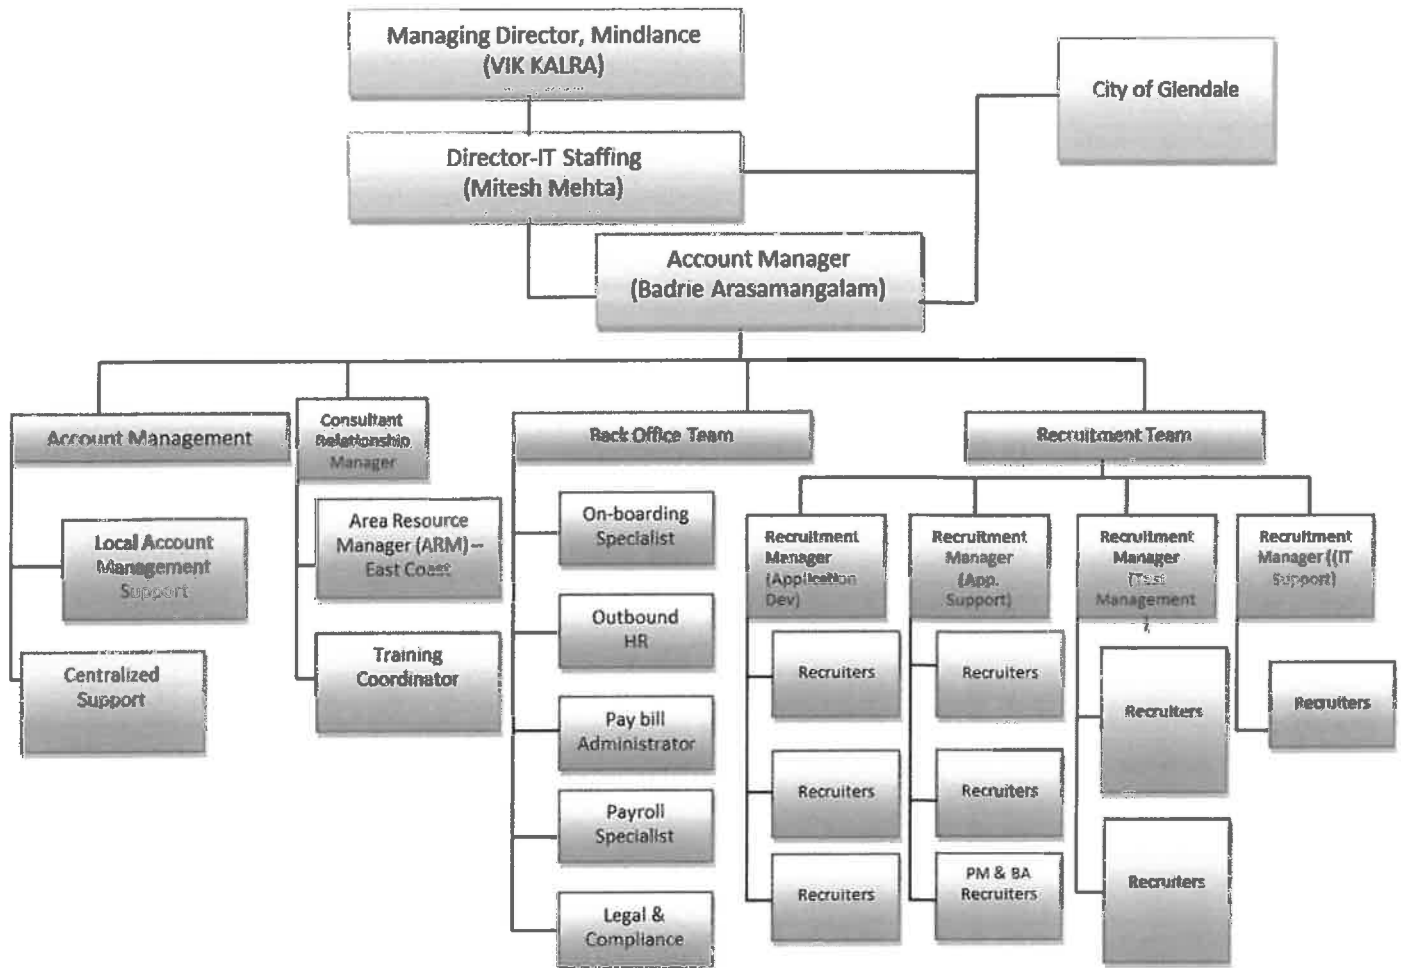 Managing Director, Mindlance
(VIK KALRA)
City of Glendale
Director-IT Staffing
(Mitesh Mehta)
Account Manager
(Badrie Arasamangalam)
Account Management
Consultant
Relationship
Manager
Back Office Team
Recruitment Team
Local Account
Management
Support
Centralized
Support
Area Resource
Manager (ARM) –
East Coast
Training
Coordinator
On-boarding
Specialist
Outbound
HR
Pay bill
Administrator
Payroll
Specialist
Legal &
Compliance
Recruitment
Manager
(Application
Dev)
Recruiters
Recruiters
Recruiters
Recruitment
Manager
(App.
Support)
Recruiters
Recruiters
PM & BA
Recruiters
Recruitment
Manager
(Test
Management
)
Recruiters
Recruiters
Recruitment
Manager ((IT
Support)
Recruiters